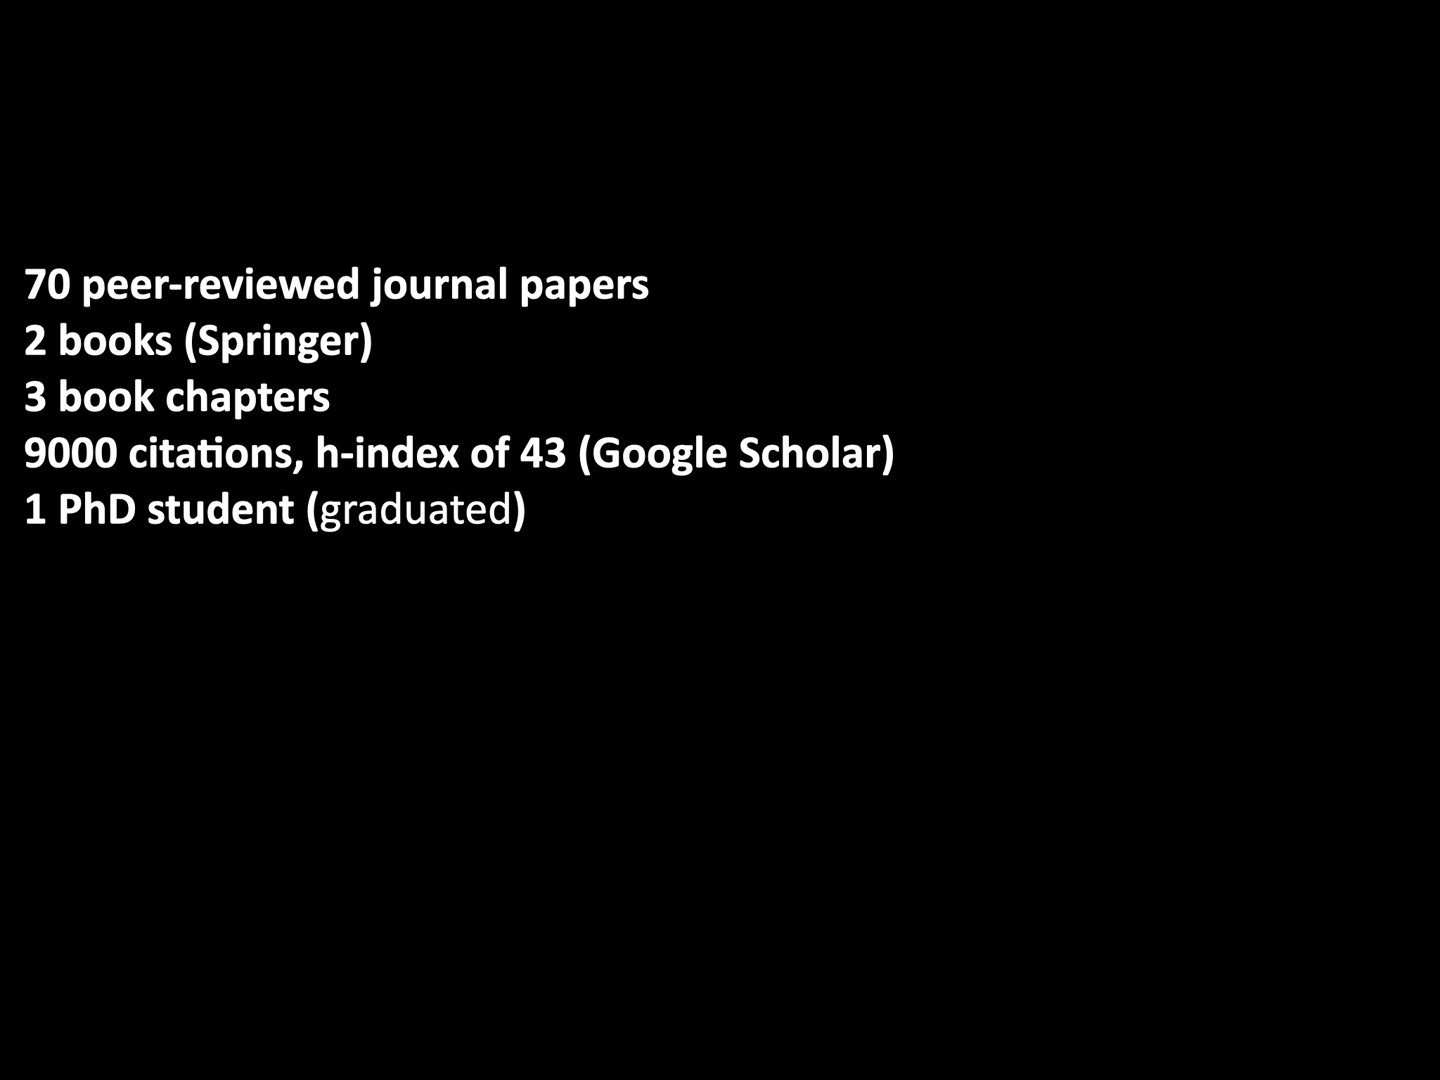 70 peer-reviewed journal papers
2 books (Springer)
3 book chapters
9000 citations, h-index of 43 (Google Scholar)
1 PhD student (graduated)